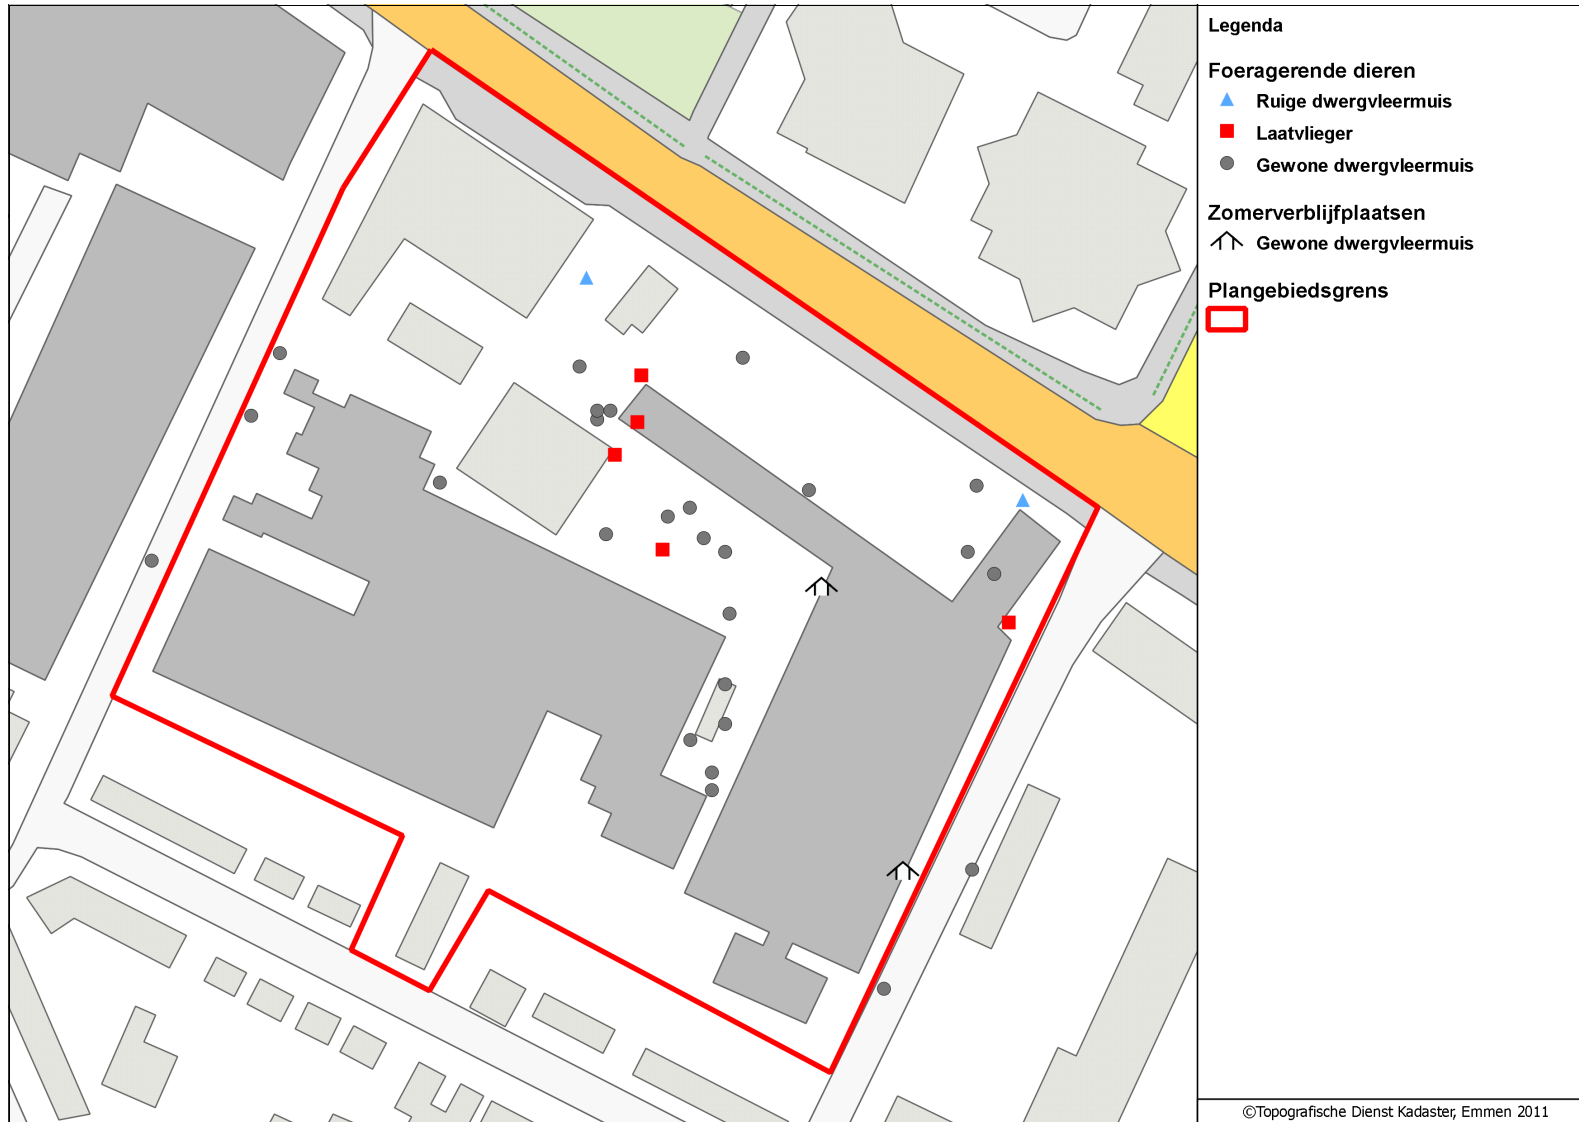 Legenda
Foeragerende dieren
Ruige dwergvleermuis
Laatvlieger
Gewone dwergvleermuis
Zomerverblijfplaatsen
Gewone dwergvleermuis
Plangebiedsgrens
©Topografische Dienst Kadaster, Emmen 2011